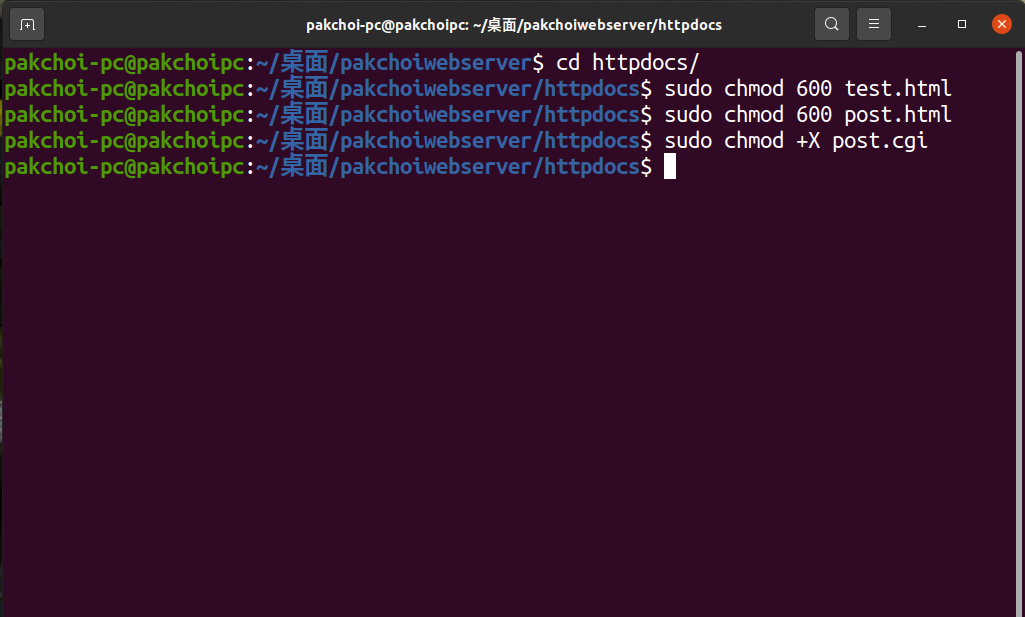 pakchoi-pc@pakchoipc: ~/桌面/pakchoiwebserver/httpdocs
pakchoi-pc@pakchoipc:~/桌面/pakchoiwebserver$ cd httpdocs/
pakchoi-pc@pakchoipc:~/桌面/pakchoiwebserver/httpdocs$ sudo chmod 600 test.html
pakchoi-pc@pakchoipc:~/桌面/pakchoiwebserver/httpdocs$ sudo chmod 600 post.html
pakchoi-pc@pakchoipc:~/桌面/pakchoiwebserver/httpdocs$ sudo chmod +X post.cgi
pakchoi-pc@pakchoipc:~/桌面/pakchoiwebserver/httpdocs$